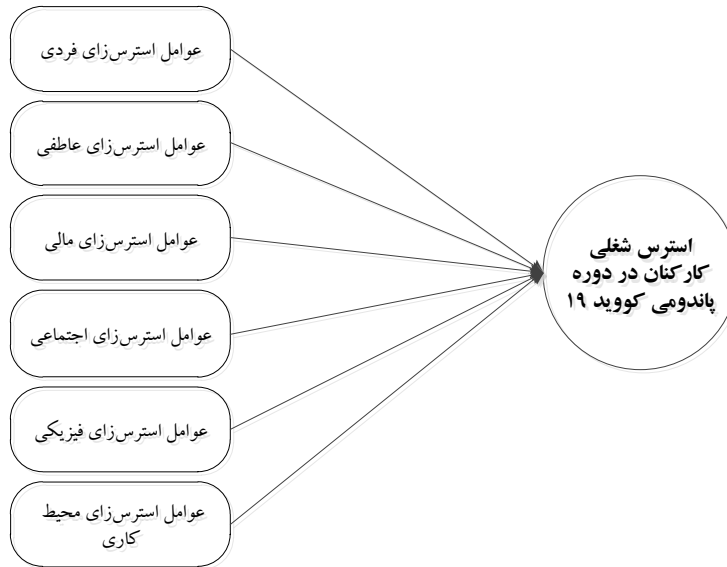 عوامل استرس‌زای فردی
عوامل استرس‌زای عاطفی
عوامل استرس‌زای مالی
عوامل استرس‌زای اجتماعی
عوامل استرس‌زای فیزیکی
عوامل استرس‌زای محیط
کاری
استرس شغلی
کارکنان در دوره
پاندومی کووید ۱۹